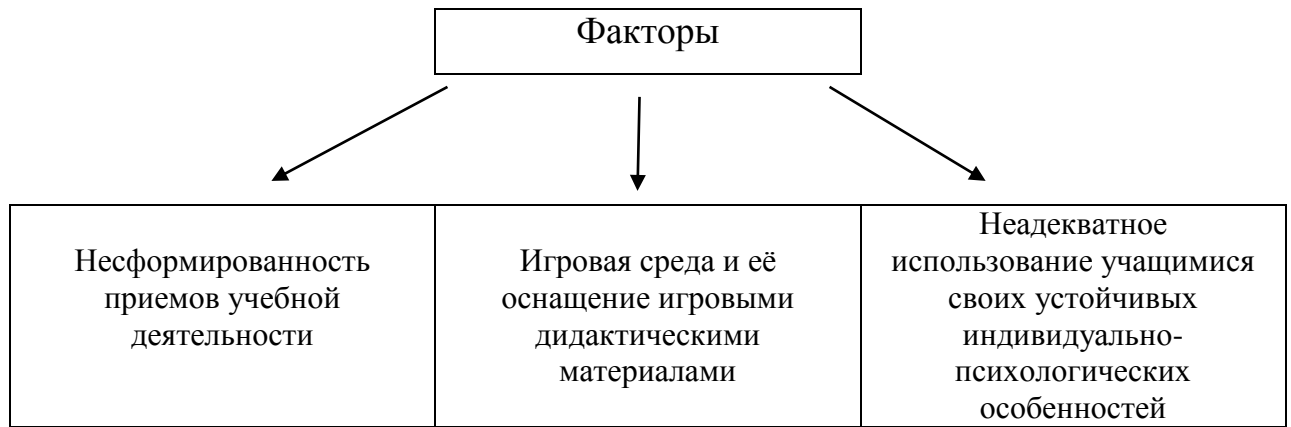 Факторы
Несформированность
приемов учебной
деятельности
Игровая среда и её
оснащение игровыми
дидактическими
материалами
Неадекватное
использование учащимися
своих устойчивых
индивидуально-
психологических
особенностей